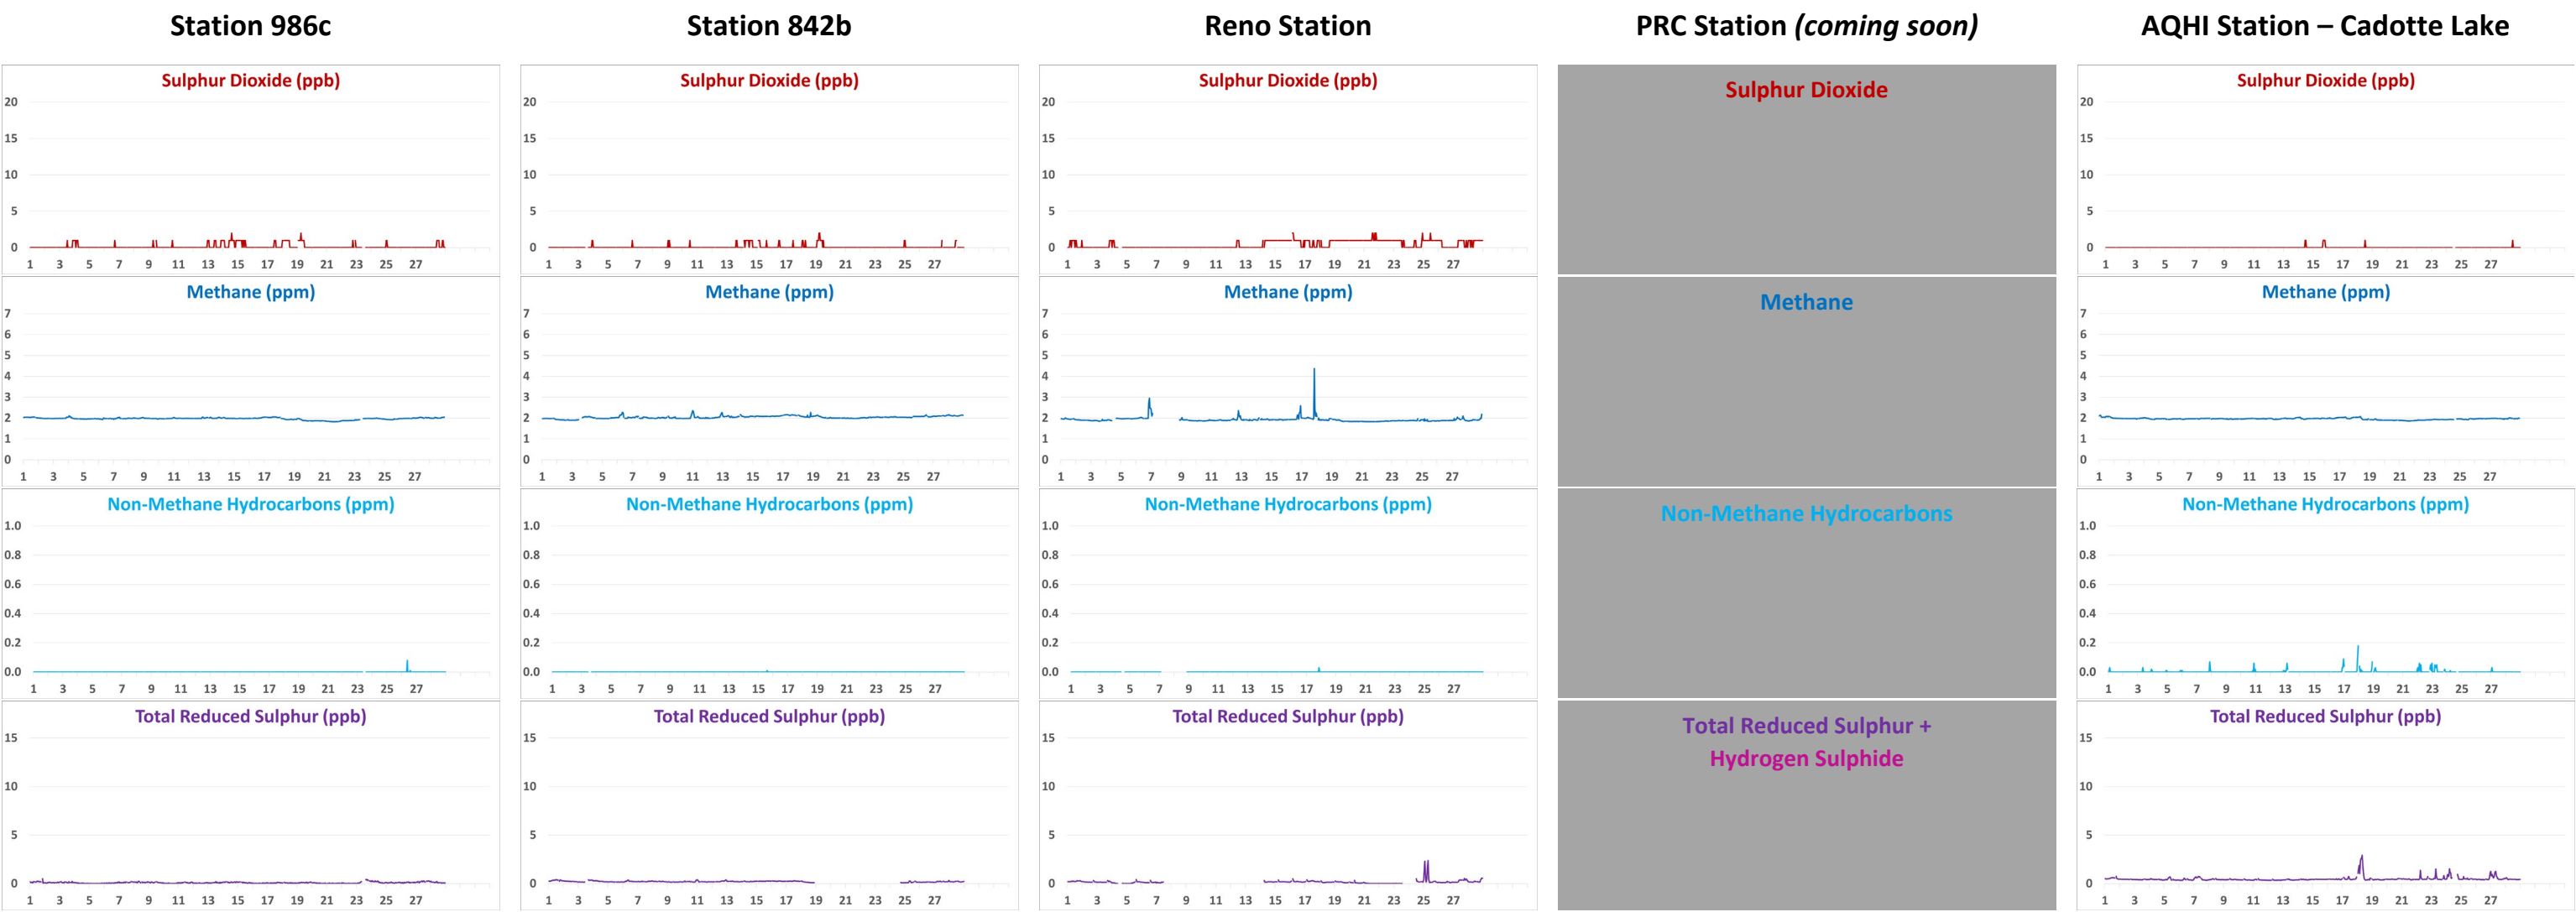 Station 986c
Station 842b
Reno Station
PRC Station (coming soon)
AQHI Station – Cadotte Lake
Sulphur Dioxide (ppb)
20
15
10
5
0
1 3 5 7 9 11 13 15 17 19 21 23 25 27
Sulphur Dioxide (ppb)
20
15
10
5
0
1 3 5 7 9 11 13 15 17 19 21 23 25 27
Sulphur Dioxide (ppb)
20
15
10
5
0
1 3 5 7 9 11 13 15 17 19 21 23 25 27
Sulphur Dioxide
Sulphur Dioxide (ppb)
20
15
10
5
0
1 3 5 7 9 11 13 15 17 19 21 23 25 27
Methane (ppm)
7
6
5
4
3
2
1
0
1 3 5 7 9 11 13 15 17 19 21 23 25 27
Methane (ppm)
7
6
5
4
3
2
1
0
1 3 5 7 9 11 13 15 17 19 21 23 25 27
Methane (ppm)
7
6
5
4
3
2
1
0
1 3 5 7 9 11 13 15 17 19 21 23 25 27
Methane
Methane (ppm)
7
6
5
4
3
2
1
0
1 3 5 7 9 11 13 15 17 19 21 23 25 27
Non-Methane Hydrocarbons (ppm)
1.0
0.8
0.6
0.4
0.2
0.0
1 3 5 7 9 11 13 15 17 19 21 23 25 27
Non-Methane Hydrocarbons (ppm)
1.0
0.8
0.6
0.4
0.2
0.0
1 3 5 7 9 11 13 15 17 19 21 23 25 27
Non-Methane Hydrocarbons (ppm)
1.0
0.8
0.6
0.4
0.2
0.0
1 3 5 7 9 11 13 15 17 19 21 23 25 27
Non-Methane Hydrocarbons
Non-Methane Hydrocarbons (ppm)
1.0
0.8
0.6
0.4
0.2
0.0
1 3 5 7 9 11 13 15 17 19 21 23 25 27
Total Reduced Sulphur (ppb)
15
10
5
0
1 3 5 7 9 11 13 15 17 19 21 23 25 27
Total Reduced Sulphur (ppb)
15
10
5
0
1 3 5 7 9 11 13 15 17 19 21 23 25 27
Total Reduced Sulphur (ppb)
15
10
5
0
1 3 5 7 9 11 13 15 17 19 21 23 25 27
Total Reduced Sulphur +
Hydrogen Sulphide
Total Reduced Sulphur (ppb)
15
10
5
0
1 3 5 7 9 11 13 15 17 19 21 23 25 27